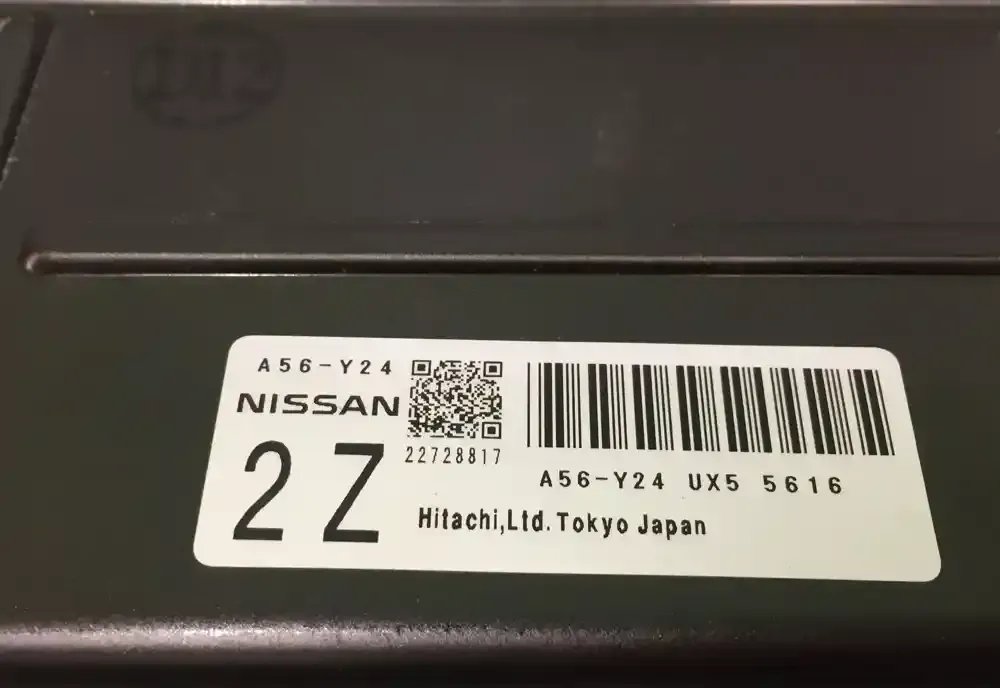 A56-Y24
NISSAN
2Z
22728817
A56-Y24 UX5 5616
Hitachi,Ltd. Tokyo Japan